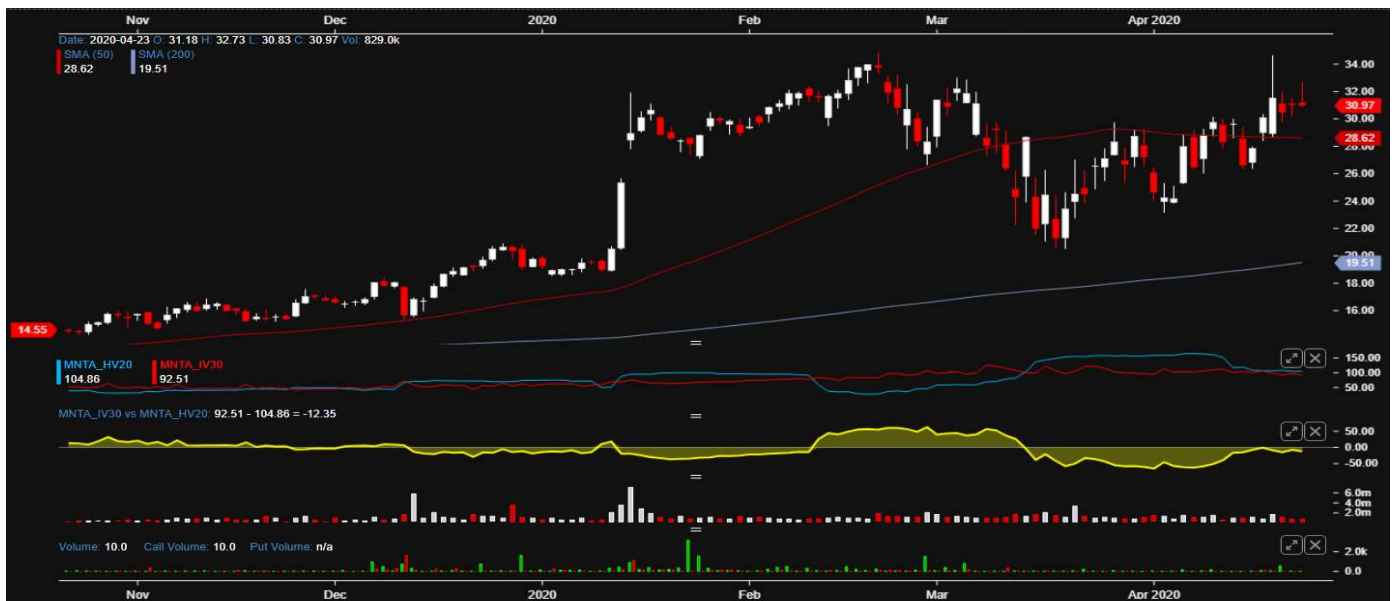 Nov Dec 2020 Feb Mar Apr 2020
Date: 2020-04-23 O: 31.18 H: 32.73 L: 30.83 C: 30.97 Vol: 829.0k
SMA (50) SMA (200)
28.62 19.51
34.00
32.00
30.97
30.00
28.62
28.00
26.00
24.00
22.00
20.00
19.51
18.00
16.00
14.55
MNTA_HV20 MNTA_IV30
104.86 92.51
150.00
100.00
50.00
MNTA_IV30 vs MNTA_HV20: 92.51 - 104.86 = -12.35
50.00
0.00
-50.00
6.0m
4.0m
2.0m
Volume: 10.0 Call Volume: 10.0 Put Volume: n/a
2.0k
0.0
Nov Dec 2020 Feb Mar Apr 2020